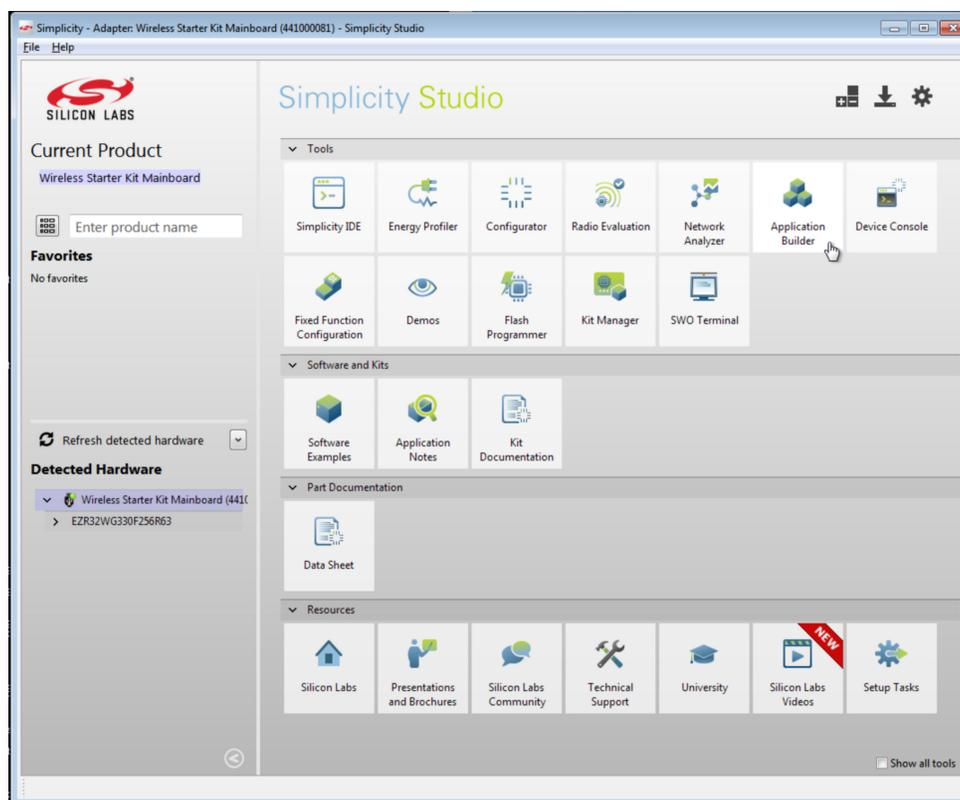 Simplicity - Adapter: Wireless Starter Kit Mainboard (441000081) - Simplicity Studio
File Help
SILICON LABS
Simplicity Studio
Current Product
Wireless Starter Kit Mainboard
Enter product name
Favorites
No favorites
Refresh detected hardware
Detected Hardware
Wireless Starter Kit Mainboard (441(
EZR32WG330F256R63
Tools
Simplicity IDE
Energy Profiler
Configurator
Radio Evaluation
Network
Analyzer
Application
Builder
Device Console
Fixed Function
Configuration
Demos
Flash
Programmer
Kit Manager
SWO Terminal
Software and Kits
Software
Examples
Application
Notes
Kit
Documentation
Part Documentation
Data Sheet
Resources
Silicon Labs
Presentations
and Brochures
Silicon Labs
Community
Technical
Support
University
NEW
Silicon Labs
Videos
Setup Tasks
Show all tools